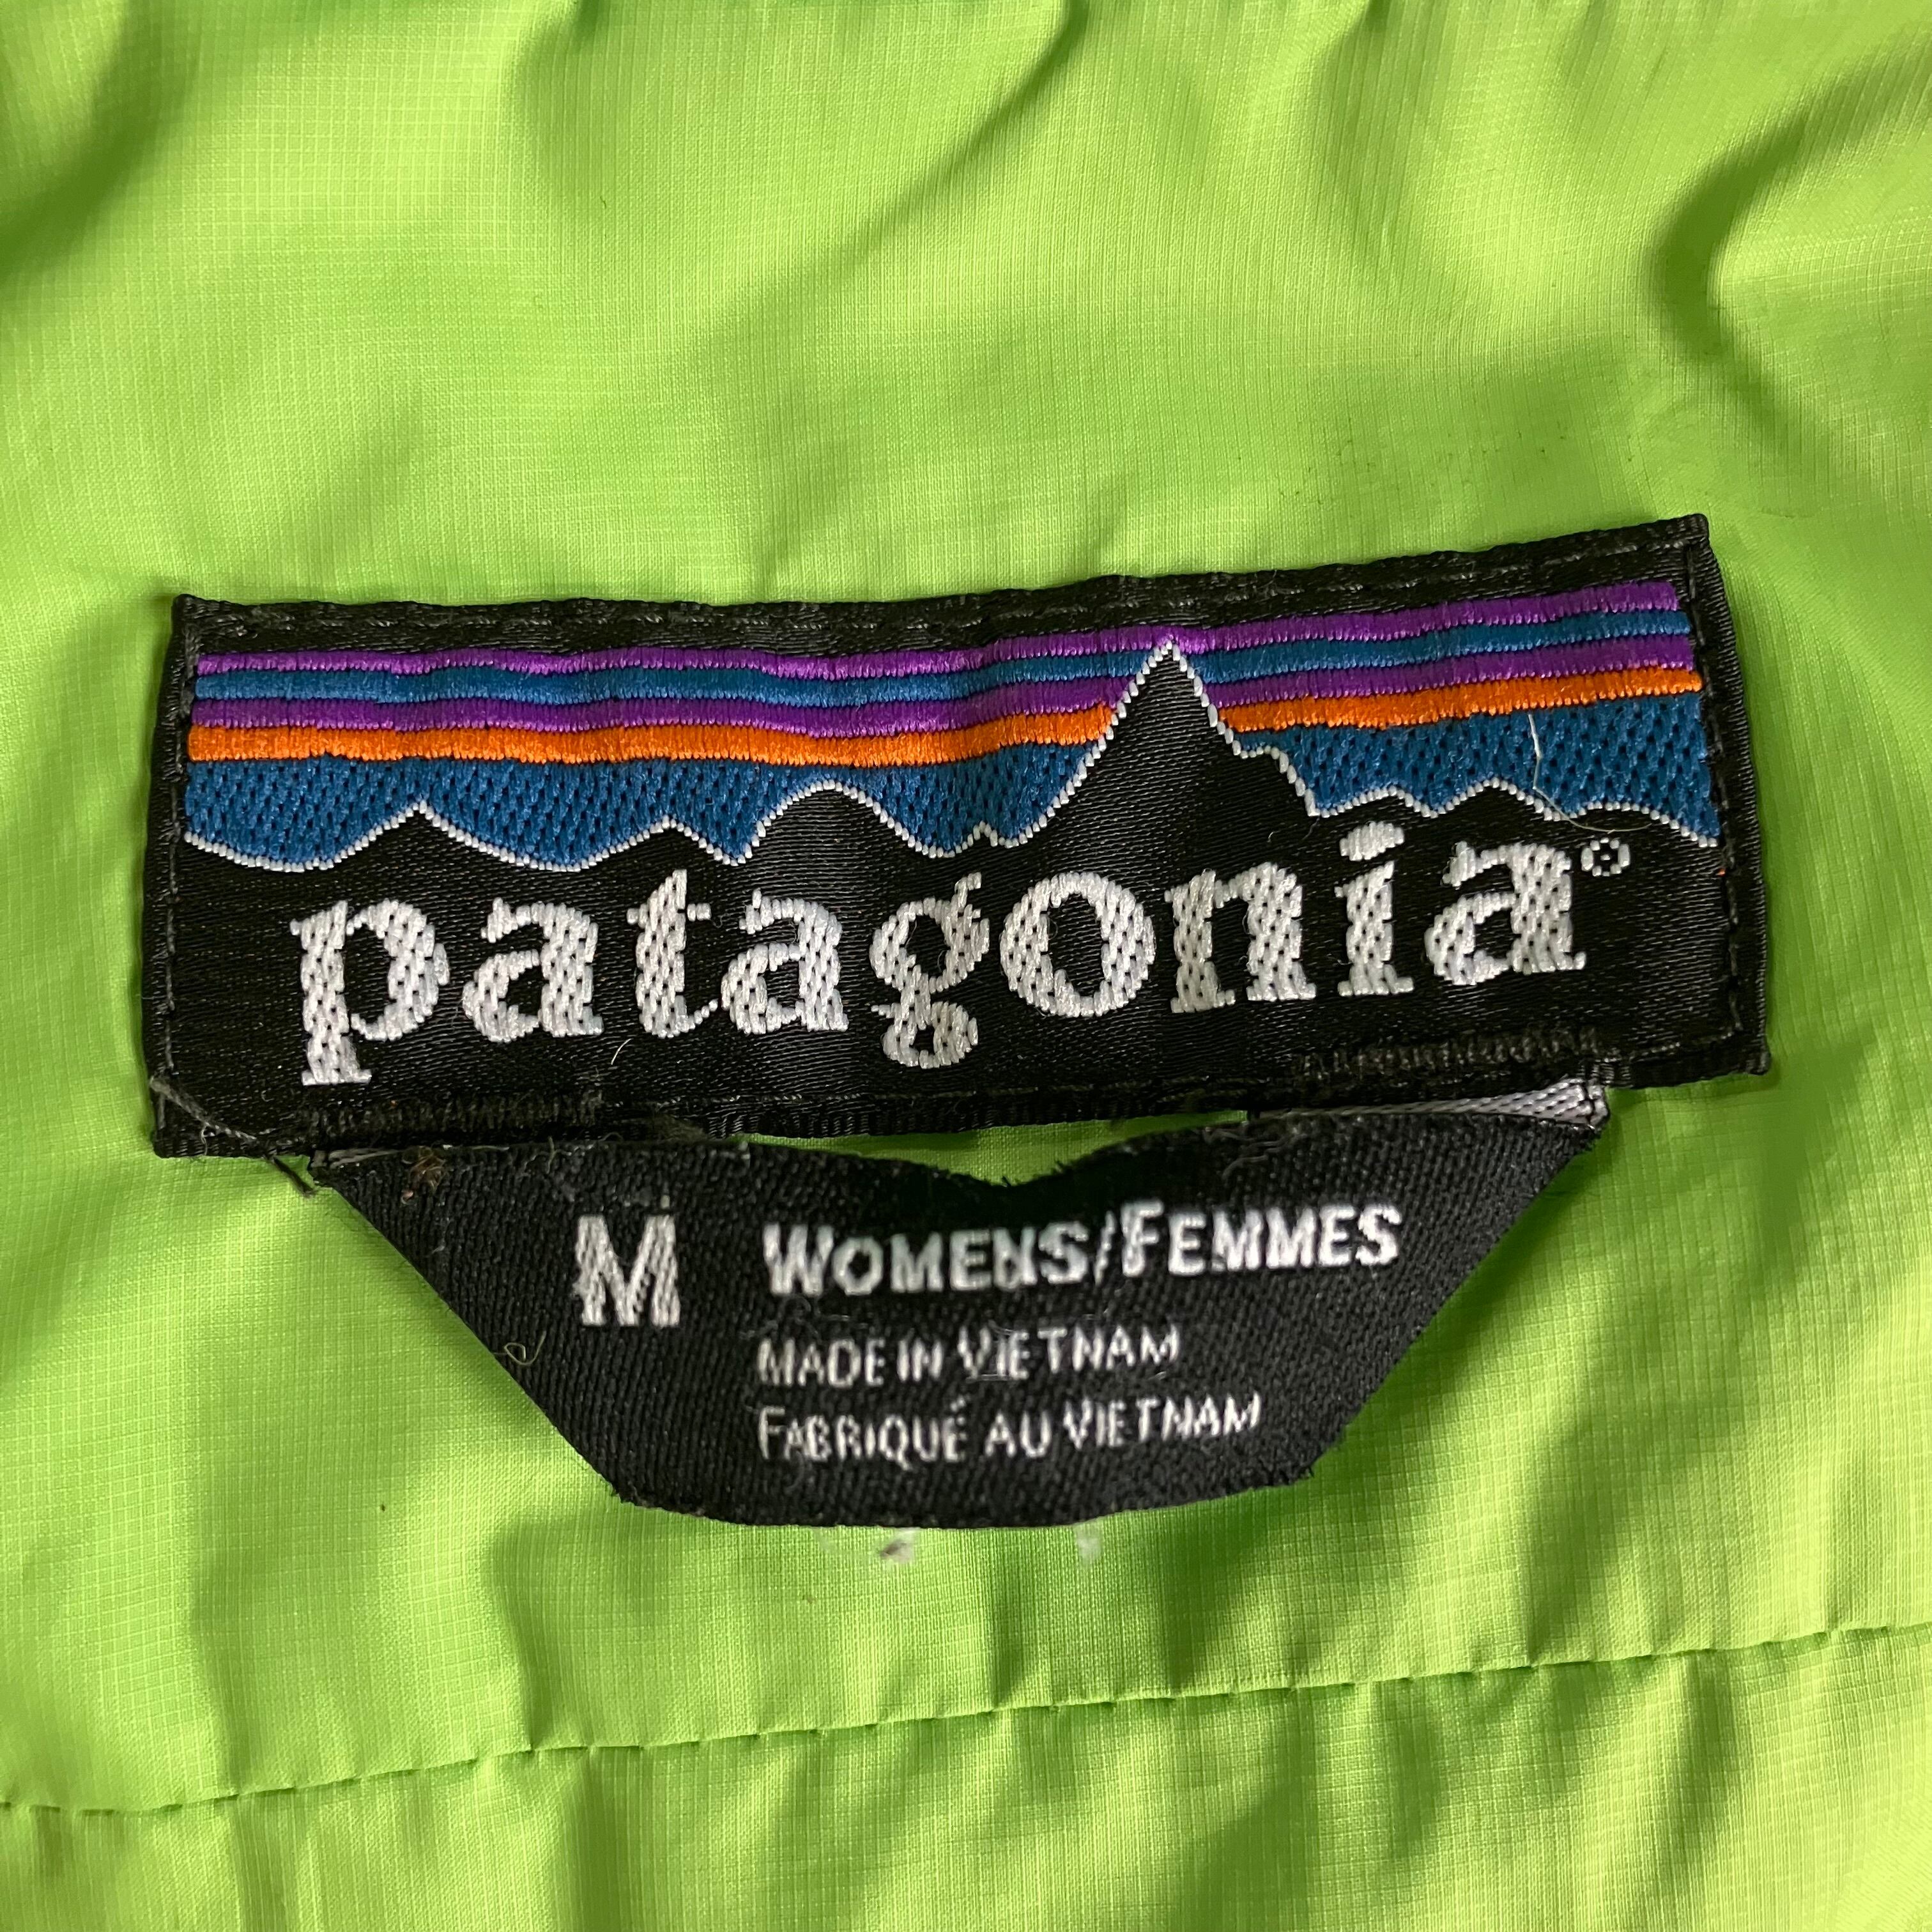 patagonia®
M WOMENS/FEMMES
MADE IN VIETNAM
FABRIQUÉ AU VIETNAM